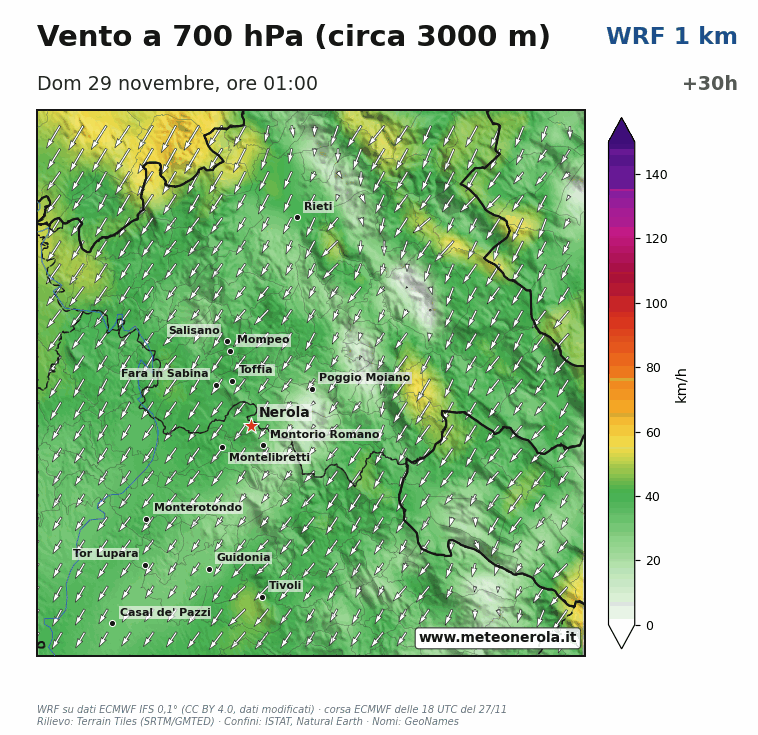 Vento a 700 hPa (circa 3000 m)
WRF 1 km
Dom 29 novembre, ore 01:00
+30h
Rieti
Salisano
Mompeo
Toffia
Fara in Sabina
Poggio Moiano
Nerola
Montorio Romano
Montelibretti
Monterotondo
Tor Lupara
Guidonia
Tivoli
Casal de' Pazzi
www.meteonerola.it
140
120
100
80
60
40
20
0
km/h
WRF su dati ECMWF IFS 0,1° (CC BY 4.0, dati modificati) · corsa ECMWF delle 18 UTC del 27/11
Rilievo: Terrain Tiles (SRTM/GMTED) · Confini: ISTAT, Natural Earth · Nomi: GeoNames